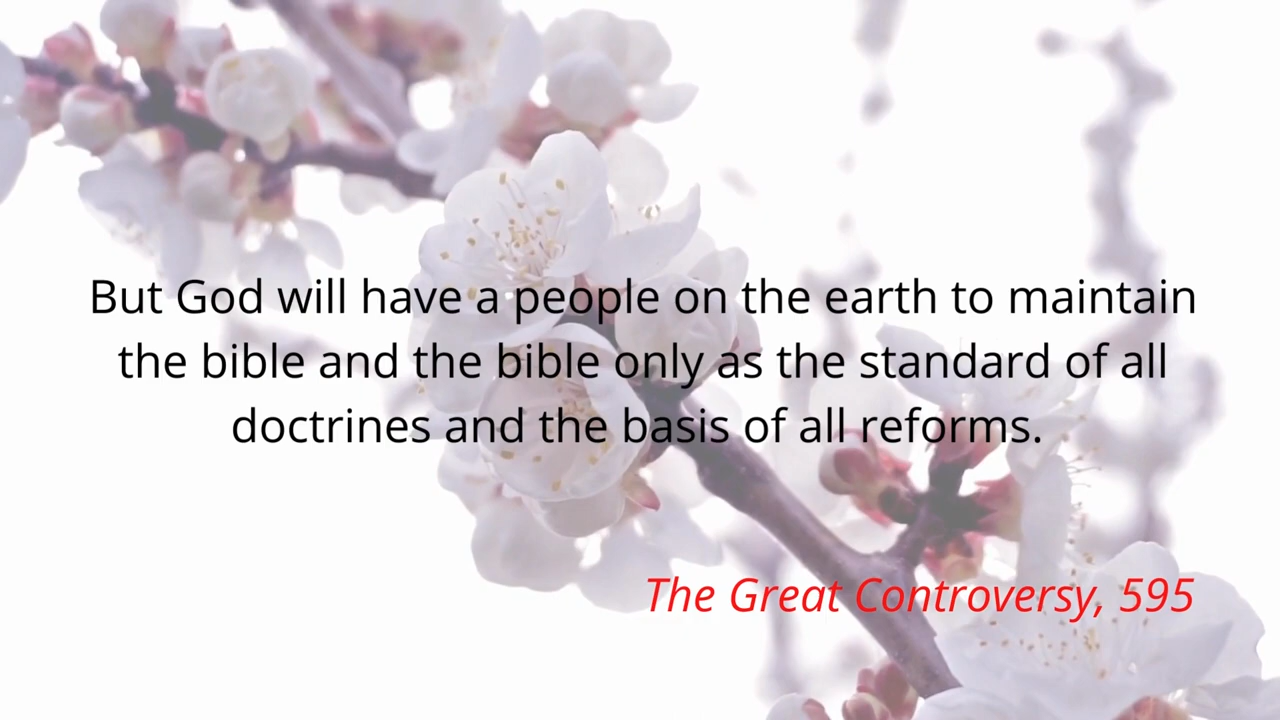 But God will have a people on the earth to maintain
the bible and the bible only as the standard of all
doctrines and the basis of all reforms.
The Great Controversy, 595